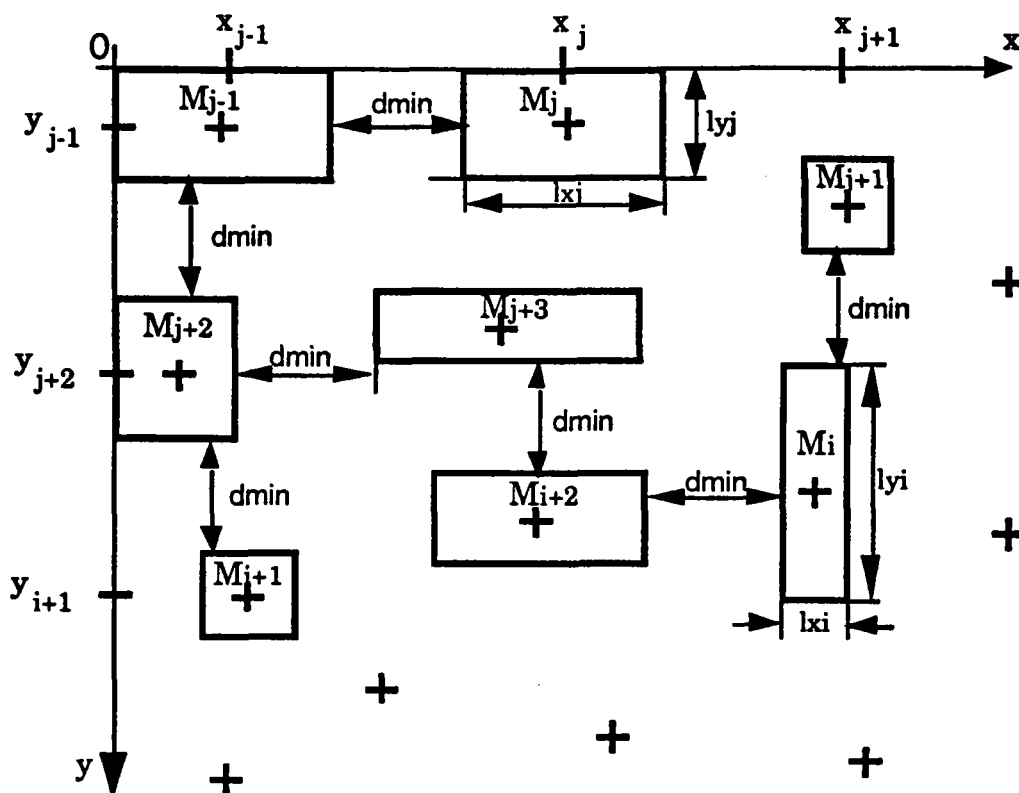 0 x j-1 x j x j+1 x
y j-1 Mj-1 dmin Mj lyj
lxj
Mj+1
dmin
Mj+2 Mj+3 dmin
y j+2 dmin
dmin
Mi lyi
dmin Mi+2 dmin
Mi+1
y i+1
lxi
y